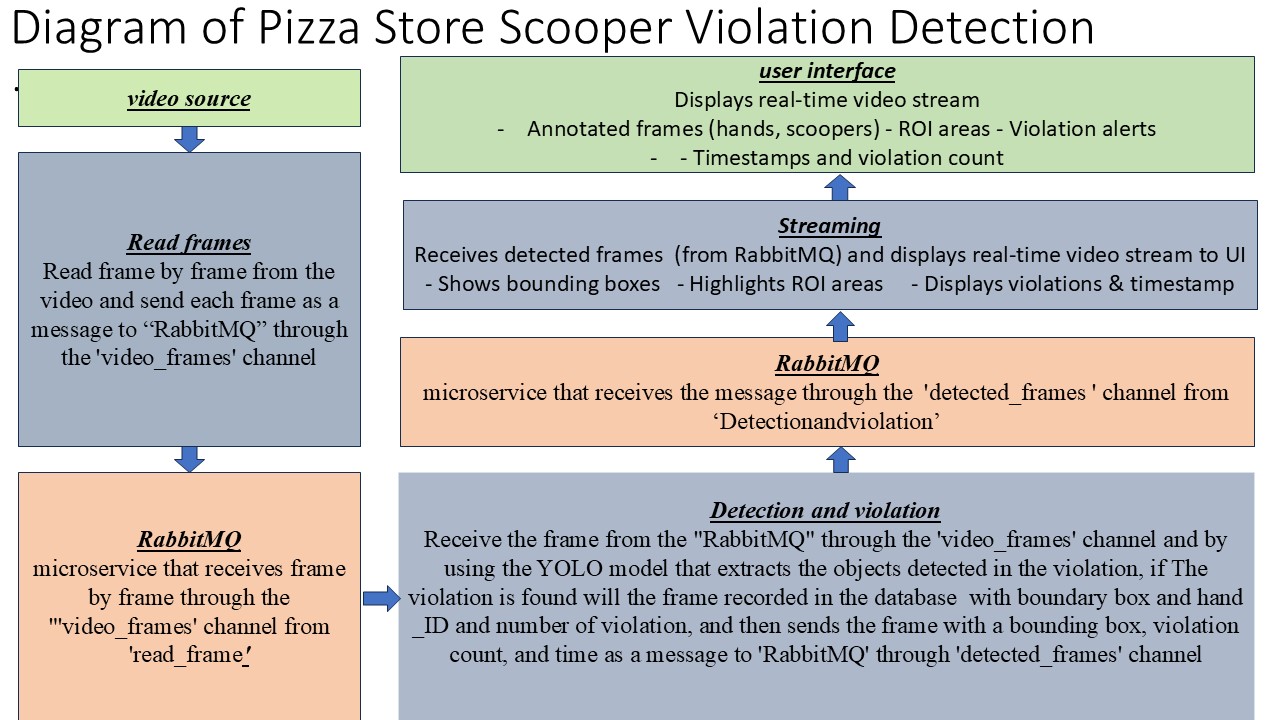 Diagram of Pizza Store Scooper Violation Detection
.
video source
Read frames
Read frame by frame from the
video and send each frame as a
message to “RabbitMQ” through
the 'video_frames' channel
RabbitMQ
microservice that receives frame
by frame through the
"'video_frames' channel from
'read_frame'
Detection and violation
Receive the frame from the "RabbitMQ" through the 'video_frames' channel and by
using the YOLO model that extracts the objects detected in the violation, if The
violation is found will the frame recorded in the database  with boundary box and hand
_ID and number of violation, and then sends the frame with a bounding box, violation
count, and time as a message to 'RabbitMQ' through 'detected_frames' channel
RabbitMQ
microservice that receives the message through the  'detected_frames ' channel from
‘Detectionandviolation’
Streaming
Receives detected frames  (from RabbitMQ) and displays real-time video stream to UI
- Shows bounding boxes   - Highlights ROI areas     - Displays violations & timestamp
user interface
Displays real-time video stream
-   Annotated frames (hands, scoopers) - ROI areas - Violation alerts
-   - Timestamps and violation count